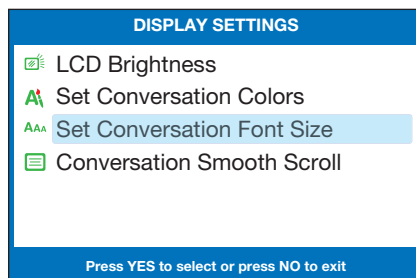 DISPLAY SETTINGS
LCD Brightness
Set Conversation Colors
AAA Set Conversation Font Size
Conversation Smooth Scroll
Press YES to select or press NO to exit